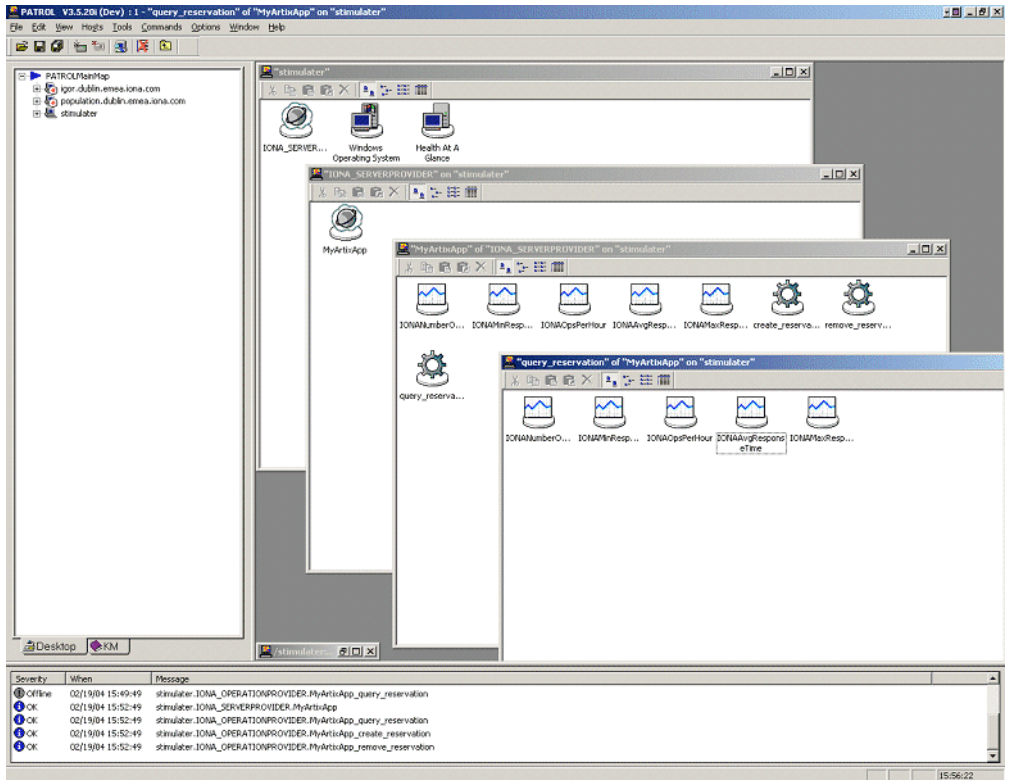 PATROL V3.5.20i (Dev) : 1 - "query_reservation" of "MyArtixApp" on "stimulater"
File Edit View Hosts Tools Commands Options Window Help
PATROLMainMap
igor.dublin.emea.iona.com
population.dublin.emea.iona.com
stimulater
"stimulater"
IONA_SERVER... Windows Operating System Health At A Glance
"IONA_SERVERPROVIDER" on "stimulater"
MyArtixApp
"MyArtixApp" of "IONA_SERVERPROVIDER" on "stimulater"
IONANumberO... IONAMinResp... IONAOpsPerHour IONAAvgResp... IONAMaxResp... create_reserva... remove_reserv...
query_reserva...
"query_reservation" of "MyArtixApp" on "stimulater"
IONANumberO... IONAMinResp... IONAOpsPerHour IONAAvgResponseTime IONAMaxResp...
Desktop KM
/stimulater:...
Severity When Message
Offline 02/19/04 15:49:49 stimulater.IONA_OPERATIONPROVIDER.MyArtixApp_query_reservation
OK 02/19/04 15:52:49 stimulater.IONA_SERVERPROVIDER.MyArtixApp
OK 02/19/04 15:52:49 stimulater.IONA_OPERATIONPROVIDER.MyArtixApp_query_reservation
OK 02/19/04 15:52:49 stimulater.IONA_OPERATIONPROVIDER.MyArtixApp_create_reservation
OK 02/19/04 15:52:49 stimulater.IONA_OPERATIONPROVIDER.MyArtixApp_remove_reservation
15:56:22